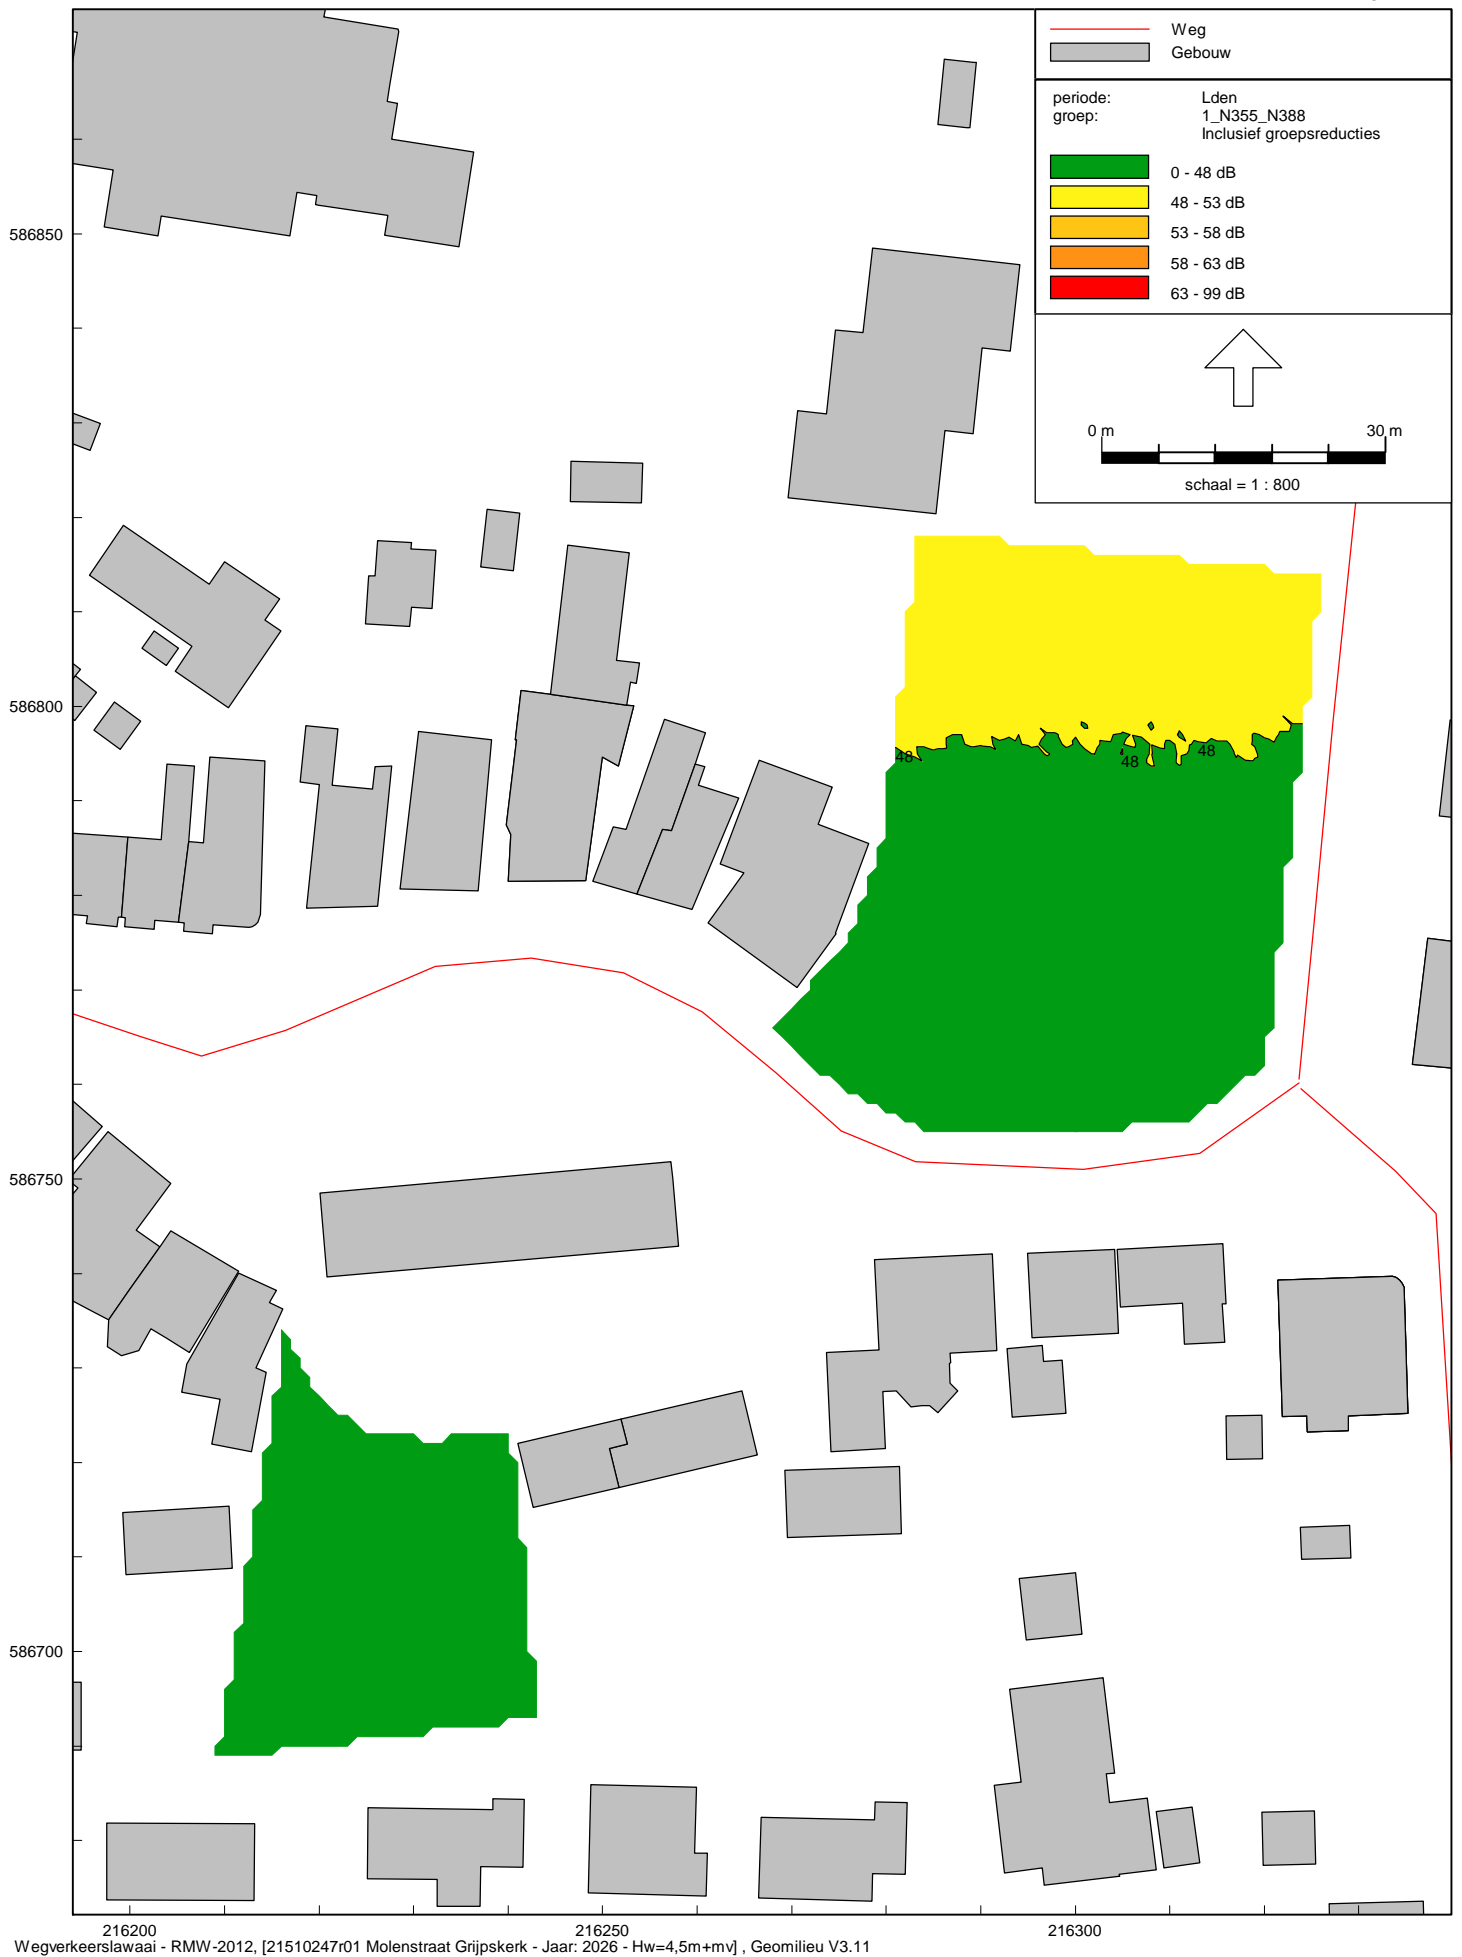 Weg
Gebouw
periode: Lden
groep: 1_N355_N388
Inclusief groepsreducties
0 - 48 dB
48 - 53 dB
53 - 58 dB
58 - 63 dB
63 - 99 dB
0 m 30 m
schaal = 1 : 800
586850
586800
48
48
48
586750
586700
216200 216250 216300
Wegverkeerslawaai - RMW-2012, [21510247r01 Molenstraat Grijpskerk - Jaar: 2026 - Hw=4,5m+mv] , Geomilieu V3.11